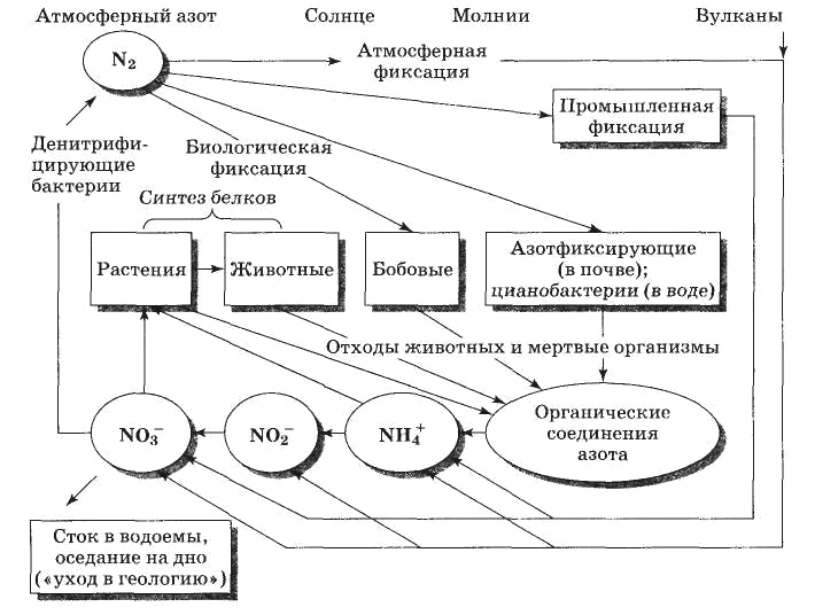 Атмосферный азот
Солнце
Молнии
Вулканы
N₂
Атмосферная
фиксация
Промышленная
фиксация
Денитрифи-
цирующие
бактерии
Биологическая
фиксация
Синтез белков
Растения
Животные
Бобовые
Азотфиксирующие
(в почве);
цианобактерии (в воде)
Отходы животных и мертвые организмы
NO₃⁻
NO₂⁻
NH₄⁺
Органические
соединения
азота
Сток в водоемы,
оседание на дно
(«уход в геологию»)